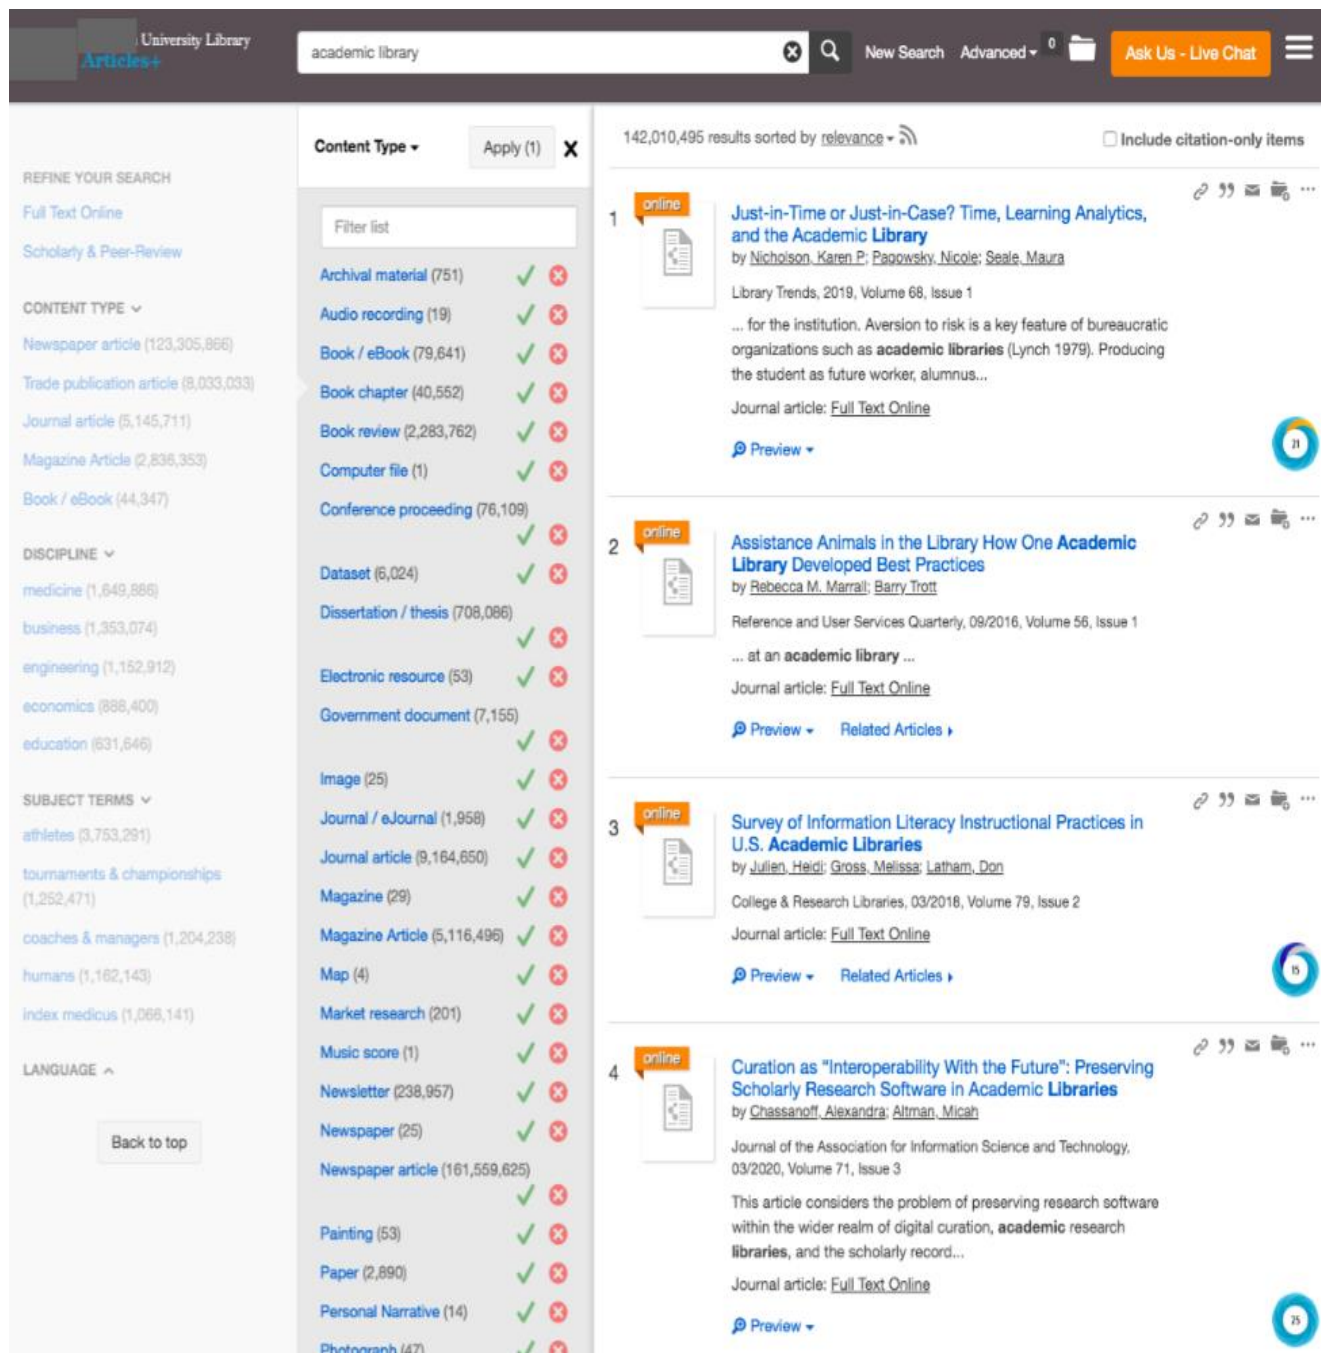 University Library
Articles+
academic library
New Search
Advanced
0
Ask Us - Live Chat
REFINE YOUR SEARCH
Full Text Online
Scholarly & Peer-Review
CONTENT TYPE
Newspaper article (123,305,866)
Trade publication article (8,033,033)
Journal article (5,145,711)
Magazine Article (2,836,353)
Book / eBook (44,347)
DISCIPLINE
medicine (1,649,886)
business (1,353,074)
engineering (1,152,912)
economics (888,400)
education (631,646)
SUBJECT TERMS
athletes (3,753,291)
tournaments & championships
(1,252,471)
coaches & managers (1,204,238)
humans (1,162,143)
index medicus (1,066,141)
LANGUAGE
Back to top
Content Type
Apply (1)
X
Filter list
Archival material (751)
Audio recording (19)
Book / eBook (79,641)
Book chapter (40,552)
Book review (2,283,762)
Computer file (1)
Conference proceeding (76,109)
Dataset (6,024)
Dissertation / thesis (708,086)
Electronic resource (53)
Government document (7,155)
Image (25)
Journal / eJournal (1,958)
Journal article (9,164,650)
Magazine (29)
Magazine Article (5,116,496)
Map (4)
Market research (201)
Music score (1)
Newsletter (238,957)
Newspaper (25)
Newspaper article (161,559,625)
Painting (53)
Paper (2,890)
Personal Narrative (14)
Photograph (47)
142,010,495 results sorted by relevance
Include citation-only items
1
online
Just-in-Time or Just-in-Case? Time, Learning Analytics,
and the Academic Library
by Nicholson, Karen P; Pagowsky, Nicole; Seale, Maura
Library Trends, 2019, Volume 68, Issue 1
... for the institution. Aversion to risk is a key feature of bureaucratic
organizations such as academic libraries (Lynch 1979). Producing
the student as future worker, alumnus...
Journal article: Full Text Online
Preview
21
2
online
Assistance Animals in the Library How One Academic
Library Developed Best Practices
by Rebecca M. Marrall; Barry Trott
Reference and User Services Quarterly, 09/2016, Volume 56, Issue 1
... at an academic library ...
Journal article: Full Text Online
Preview
Related Articles
3
online
Survey of Information Literacy Instructional Practices in
U.S. Academic Libraries
by Julien, Heidi; Gross, Melissa; Latham, Don
College & Research Libraries, 03/2018, Volume 79, Issue 2
Journal article: Full Text Online
Preview
Related Articles
15
4
online
Curation as "Interoperability With the Future": Preserving
Scholarly Research Software in Academic Libraries
by Chassanoff, Alexandra; Altman, Micah
Journal of the Association for Information Science and Technology,
03/2020, Volume 71, Issue 3
This article considers the problem of preserving research software
within the wider realm of digital curation, academic research
libraries, and the scholarly record...
Journal article: Full Text Online
Preview
25